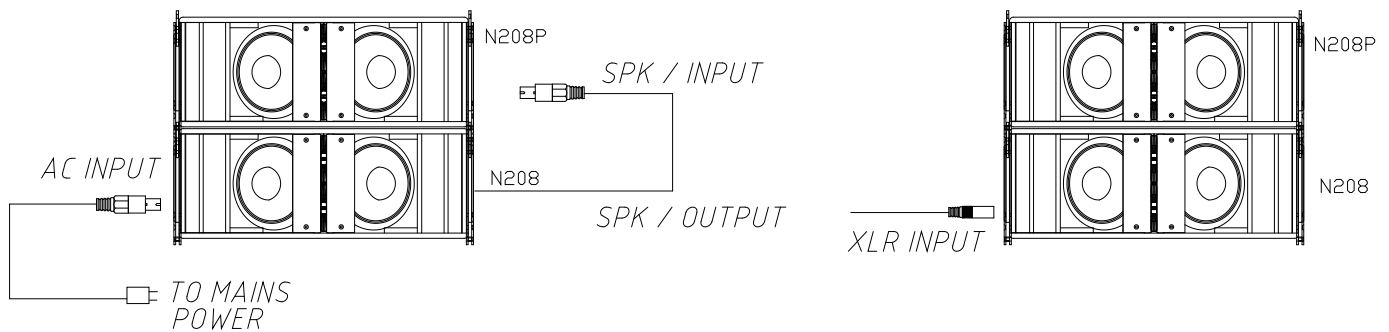 N208P
SPK / INPUT
AC INPUT
N208
SPK / OUTPUT
TO MAINS
POWER
N208P
N208
XLR INPUT